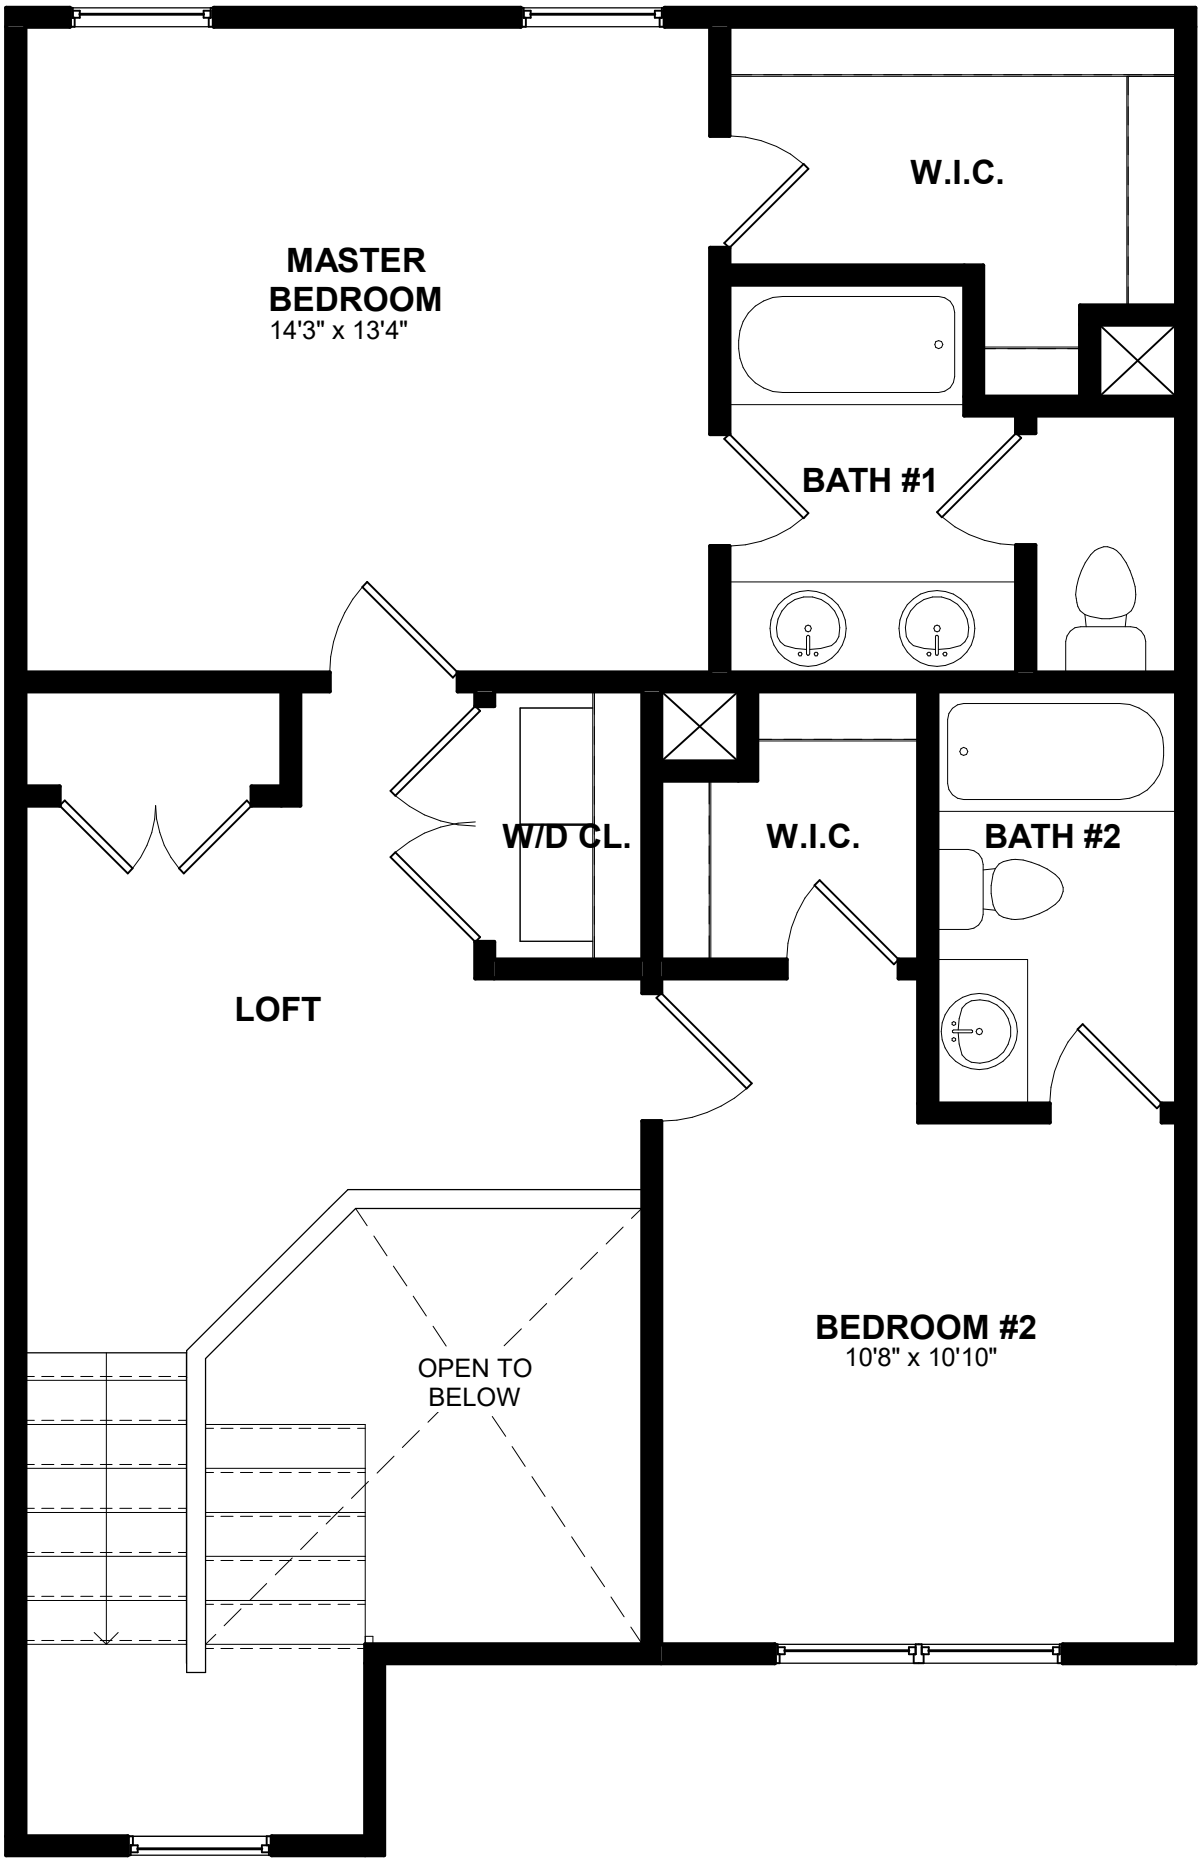 W.I.C.
MASTER
BEDROOM
14'3" x 13'4"
BATH #1
W/D CL.
W.I.C.
BATH #2
LOFT
BEDROOM #2
10'8" x 10'10"
OPEN TO
BELOW